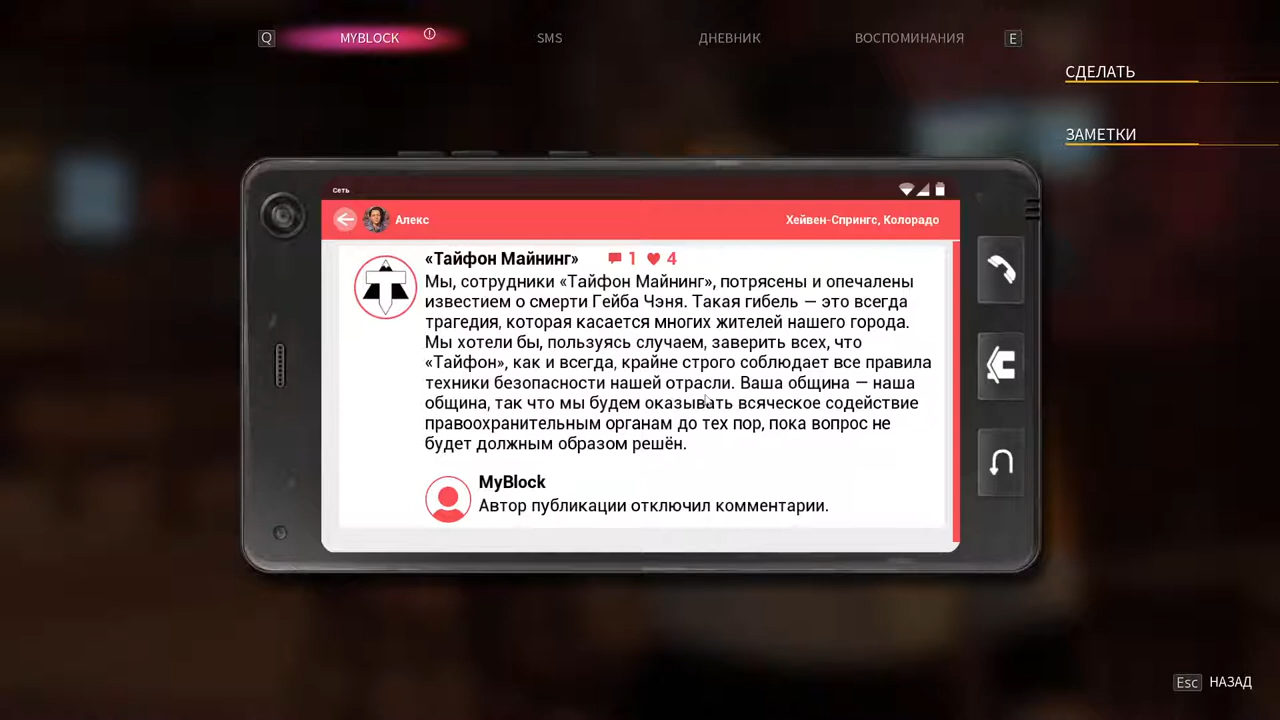 Q MYBLOCK SMS ДНЕВНИК ВОСПОМИНАНИЯ E
СДЕЛАТЬ
ЗАМЕТКИ
Сеть
Алекс Хейвен-Спрингс, Колорадо
«Тайфон Майнинг» 1 4
Мы, сотрудники «Тайфон Майнинг», потрясены и опечалены
известием о смерти Гейба Чэня. Такая гибель — это всегда
трагедия, которая касается многих жителей нашего города.
Мы хотели бы, пользуясь случаем, заверить всех, что
«Тайфон», как и всегда, крайне строго соблюдает все правила
техники безопасности нашей отрасли. Ваша община — наша
община, так что мы будем оказывать всяческое содействие
правоохранительным органам до тех пор, пока вопрос не
будет должным образом решён.
MyBlock
Автор публикации отключил комментарии.
Esc НАЗАД